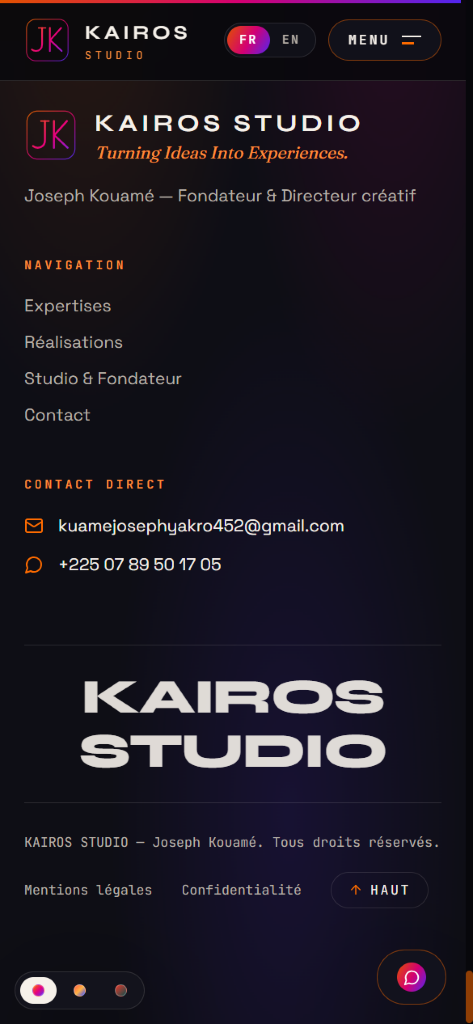 JK KAIROS
STUDIO
FR EN
MENU
JK KAIROS STUDIO
Turning Ideas Into Experiences.
Joseph Kouamé — Fondateur & Directeur créatif
NAVIGATION
Expertises
Réalisations
Studio & Fondateur
Contact
CONTACT DIRECT
kuamejosephyakro452@gmail.com
+225 07 89 50 17 05
KAIROS
STUDIO
KAIROS STUDIO — Joseph Kouamé. Tous droits réservés.
Mentions légales Confidentialité ↑ HAUT